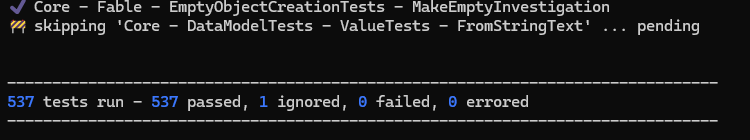 ✔ Core – Fable – EmptyObjectCreationTests – MakeEmptyInvestigation
🚧 skipping 'Core – DataModelTests – ValueTests – FromStringText' ... pending
537 tests run – 537 passed, 1 ignored, 0 failed, 0 errored